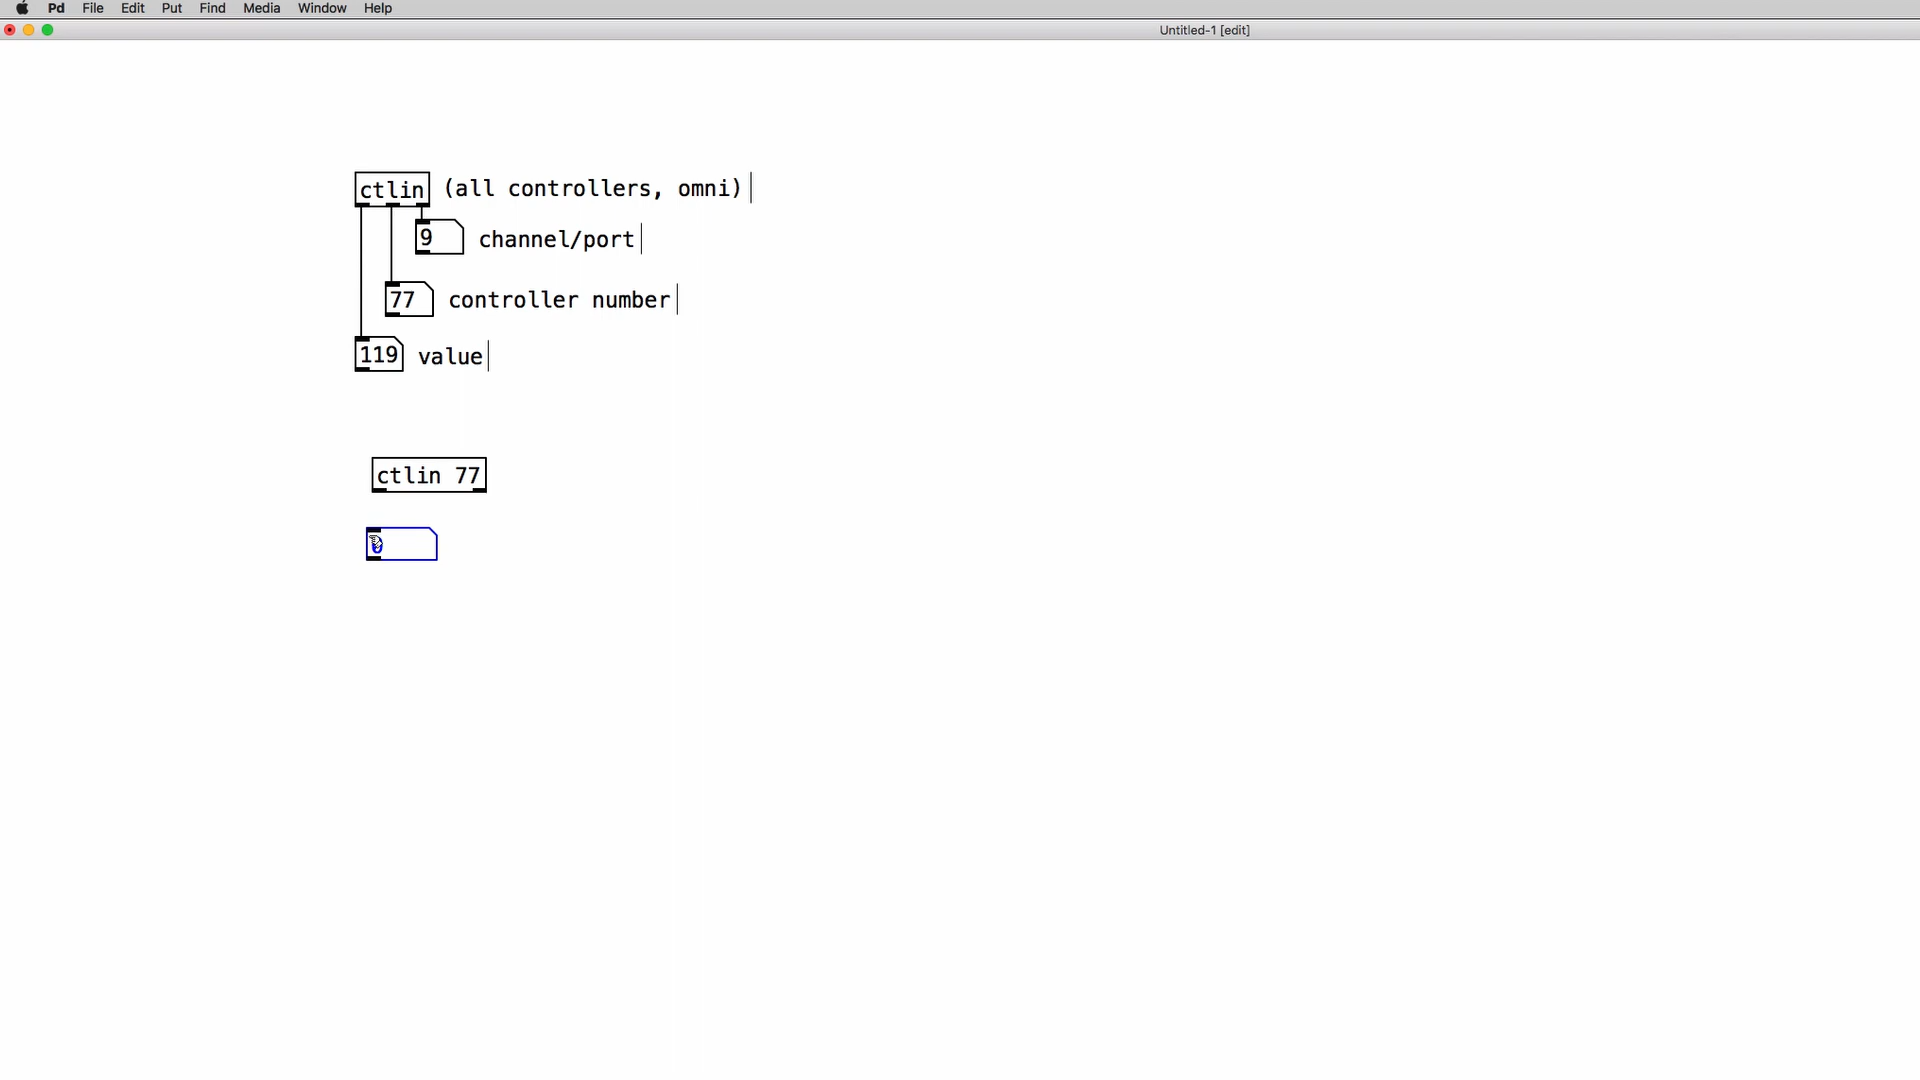 Pd File Edit Put Find Media Window Help
Untitled-1 [edit]
ctlin (all controllers, omni)
9 channel/port
77 controller number
119 value
ctlin 77
0